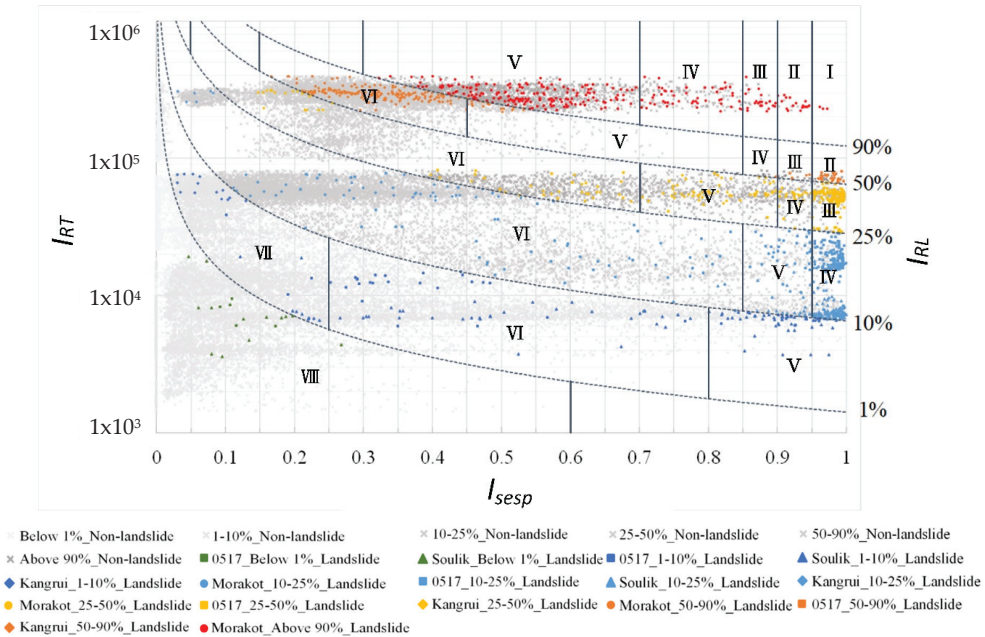 1x10⁶
V
IV
III
II
I
VI
90%
V
1x10⁵
VI
IV
III
II
50%
V
IV
III
25%
I_RT
VI
VII
I_RL
V
IV
1x10⁴
10%
VI
VIII
V
1%
1x10³
0 0.1 0.2 0.3 0.4 0.5 0.6 0.7 0.8 0.9 1
I_sesp
Below 1%_Non-landslide 1-10%_Non-landslide 10-25%_Non-landslide 25-50%_Non-landslide 50-90%_Non-landslide
Above 90%_Non-landslide 0517_Below 1%_Landslide Soulik_Below 1%_Landslide 0517_1-10%_Landslide Soulik_1-10%_Landslide
Kangrui_1-10%_Landslide Morakot_10-25%_Landslide 0517_10-25%_Landslide Soulik_10-25%_Landslide Kangrui_10-25%_Landslide
Morakot_25-50%_Landslide 0517_25-50%_Landslide Kangrui_25-50%_Landslide Morakot_50-90%_Landslide 0517_50-90%_Landslide
Kangrui_50-90%_Landslide Morakot_Above 90%_Landslide